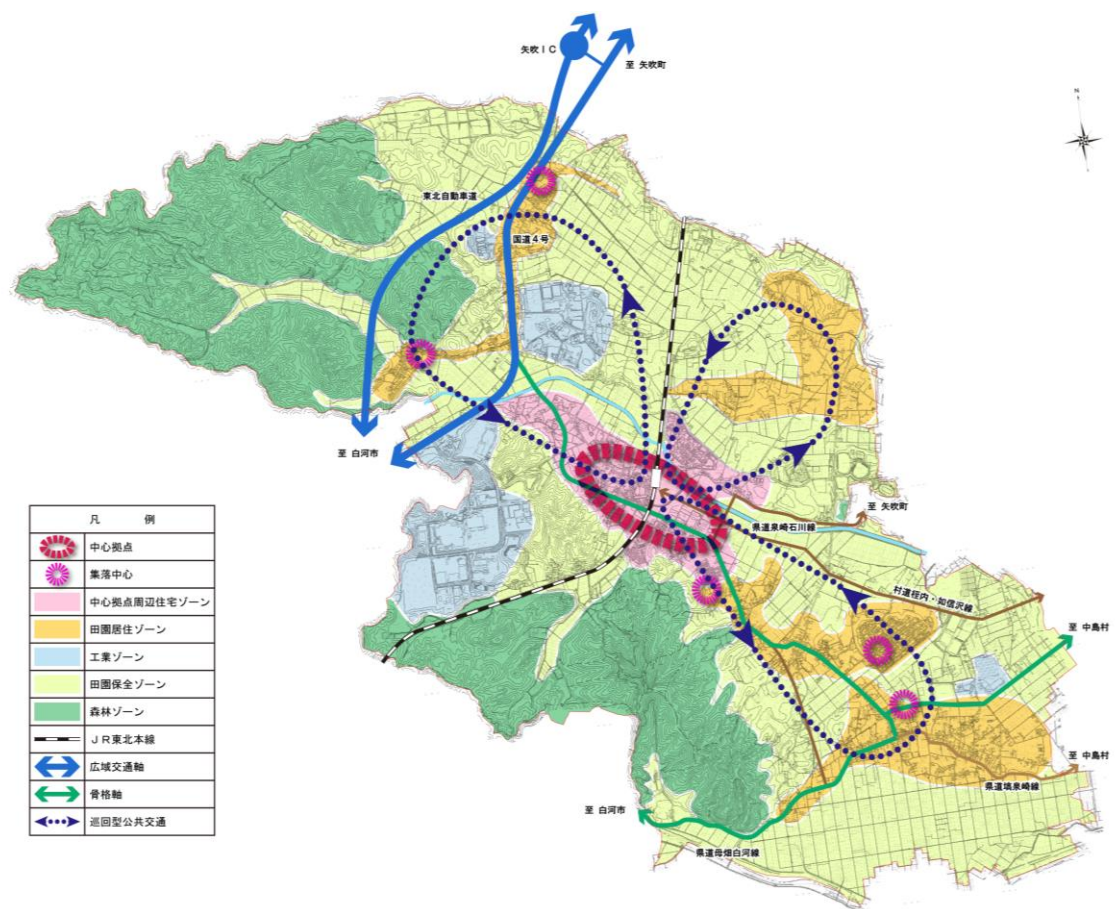 矢吹IC
至 矢吹町
N
東北自動車道
国道4号
至 白河市
至 矢吹町
県道泉崎石川線
村道荘内・如信沢線
至 中島村
至 中島村
県道塙泉崎線
至 白河市
県道母畑白河線
凡 例
中心拠点
集落中心
中心拠点周辺住宅ゾーン
田園居住ゾーン
工業ゾーン
田園保全ゾーン
森林ゾーン
JR東北本線
広域交通軸
骨格軸
巡回型公共交通